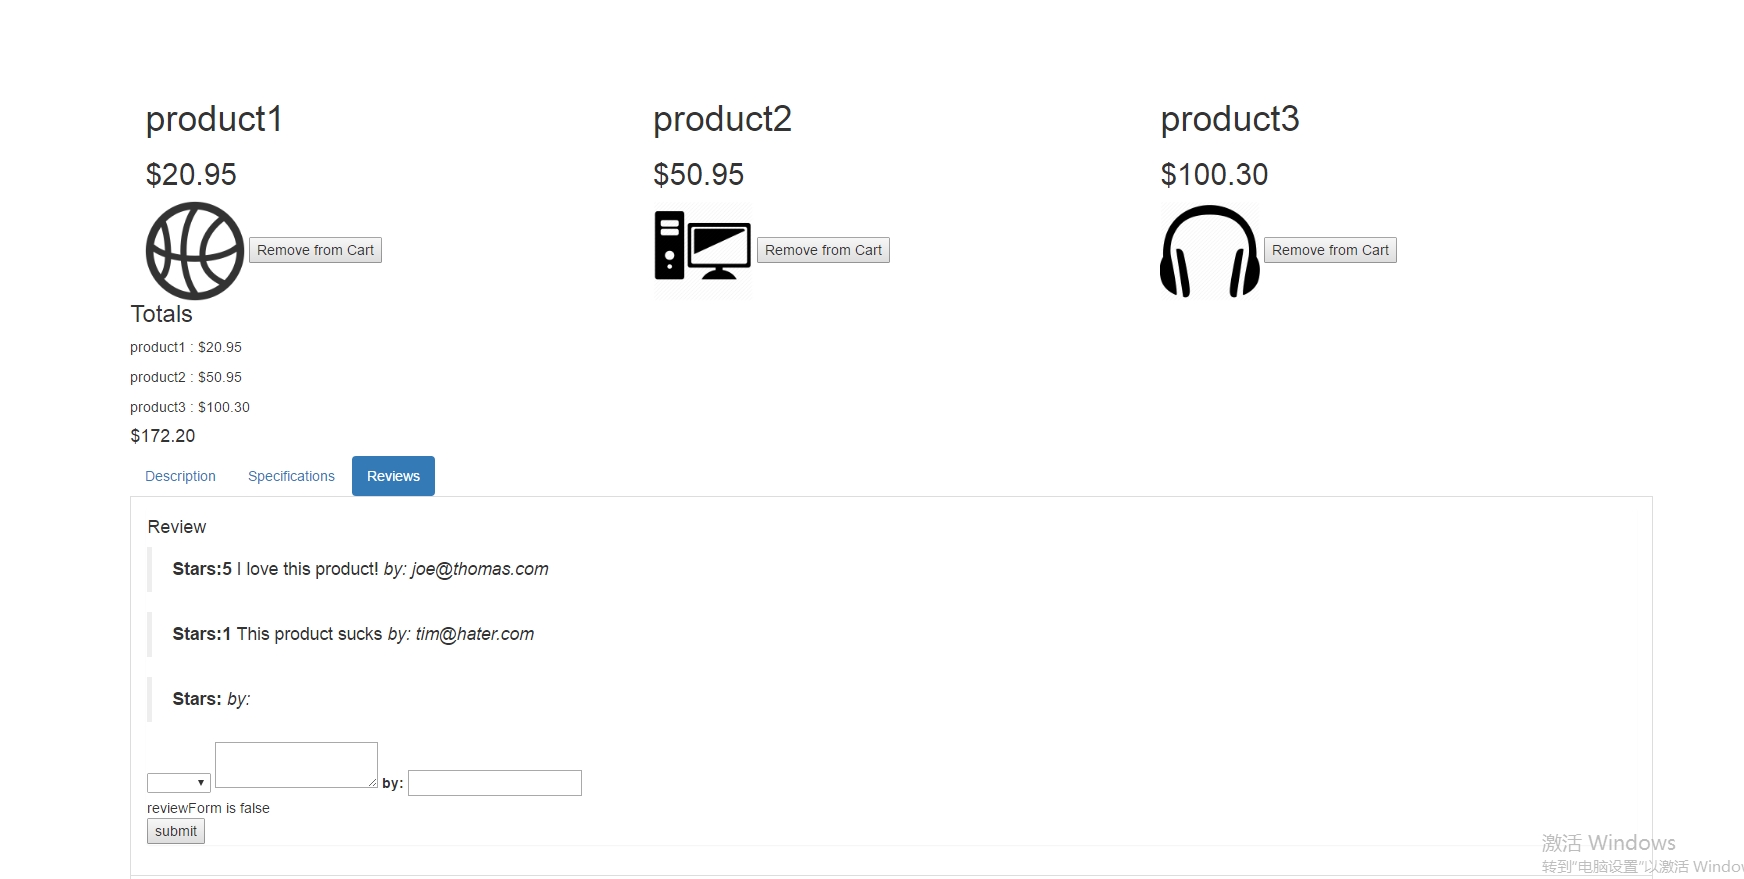 product1 product2 product3
$20.95 $50.95 $100.30
Remove from Cart Remove from Cart Remove from Cart
Totals
product1 : $20.95
product2 : $50.95
product3 : $100.30
$172.20
Description Specifications Reviews
Review
Stars:5 I love this product! by: joe@thomas.com
Stars:1 This product sucks by: tim@hater.com
Stars: by:
by:
reviewForm is false
submit
激活 Windows
转到“电脑设置”以激活 Window